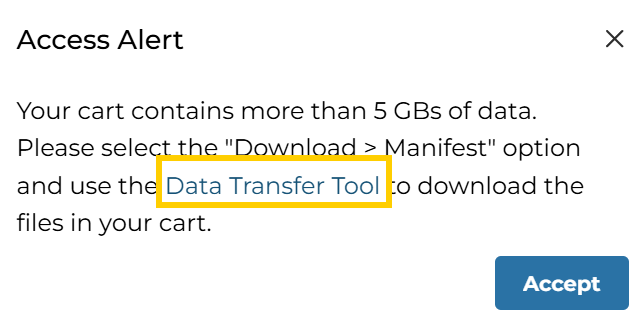 Access Alert
Your cart contains more than 5 GBs of data.
Please select the "Download > Manifest" option
and use the Data Transfer Tool to download the
files in your cart.
Accept